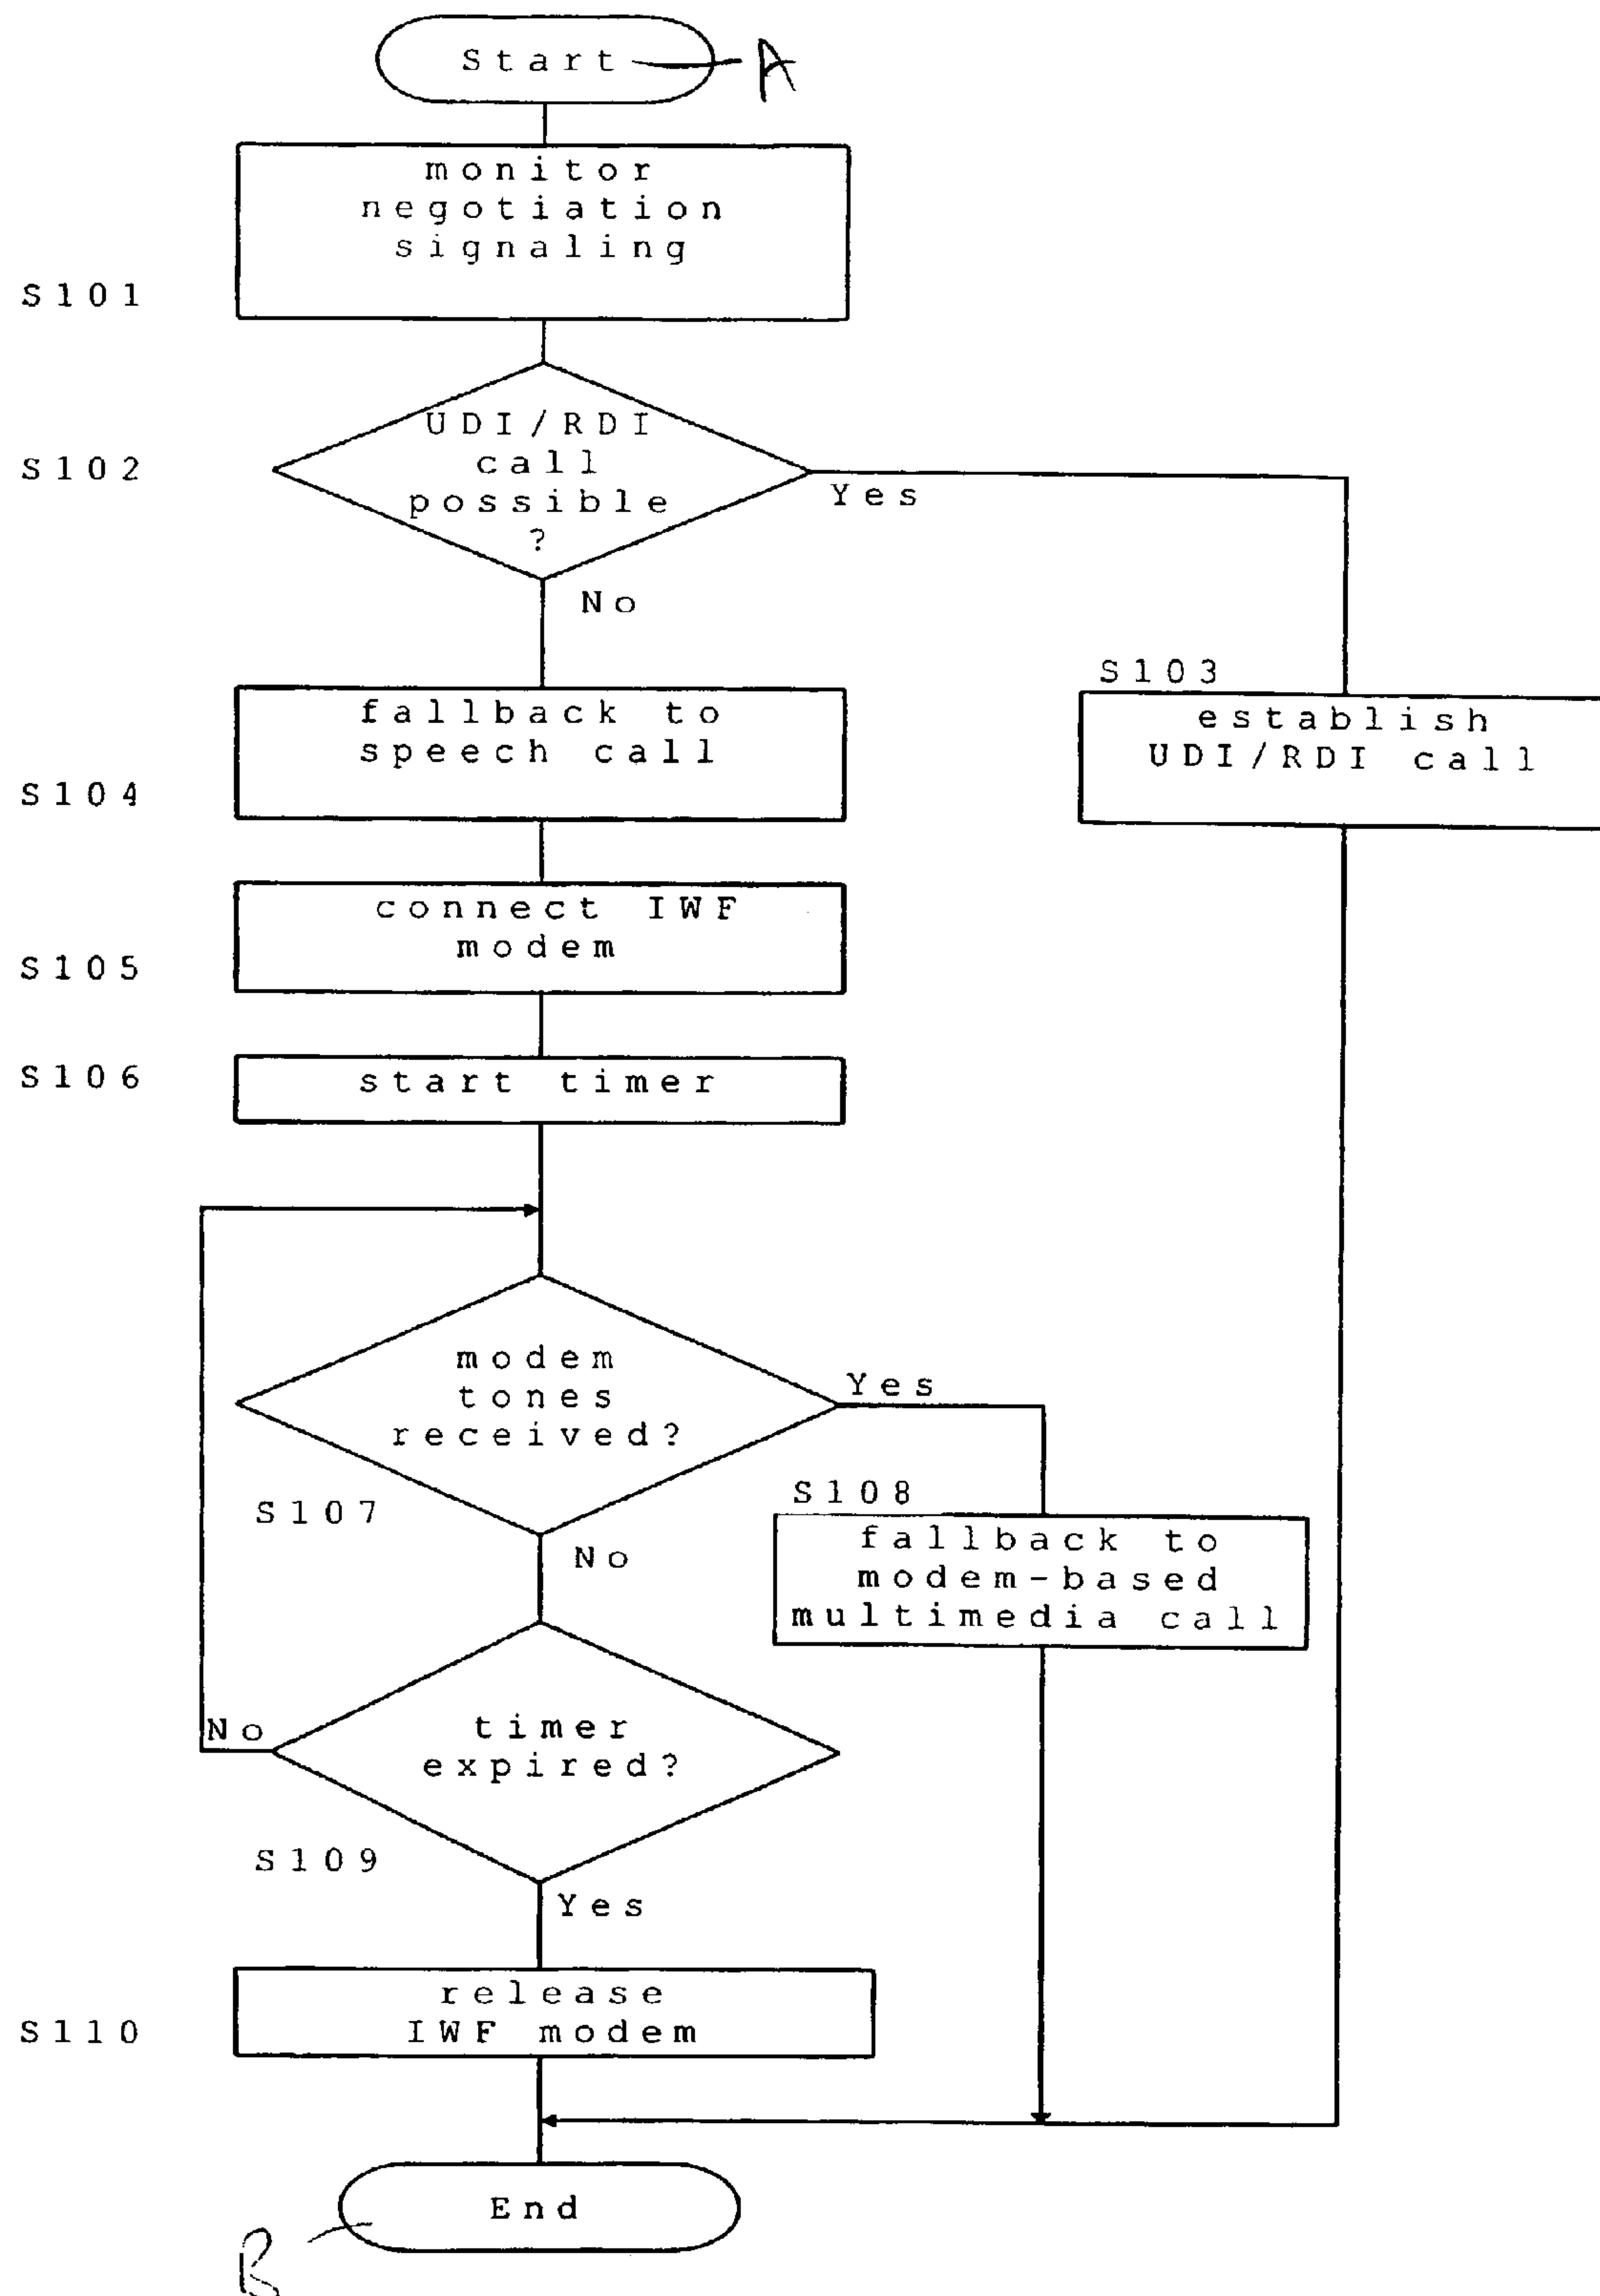 Start
A
monitor
negotiation
signaling
S101
UDI/RDI
call
possible
?
S102
Yes
No
S103
establish
UDI/RDI call
fallback to
speech call
S104
connect IWF
modem
S105
start timer
S106
modem
tones
received?
Yes
S107
No
S108
fallback to
modem-based
multimedia call
timer
expired?
No
S109
Yes
release
IWF modem
S110
End
B